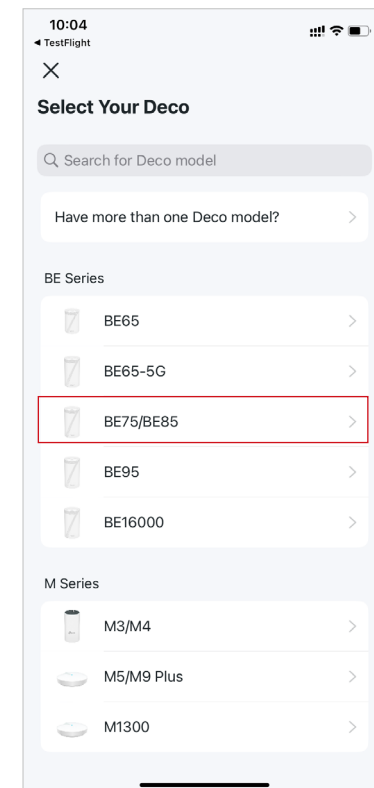 10:04
◀ TestFlight
Select Your Deco
Search for Deco model
Have more than one Deco model?
BE Series
BE65
BE65-5G
BE75/BE85
BE95
BE16000
M Series
M3/M4
M5/M9 Plus
M1300